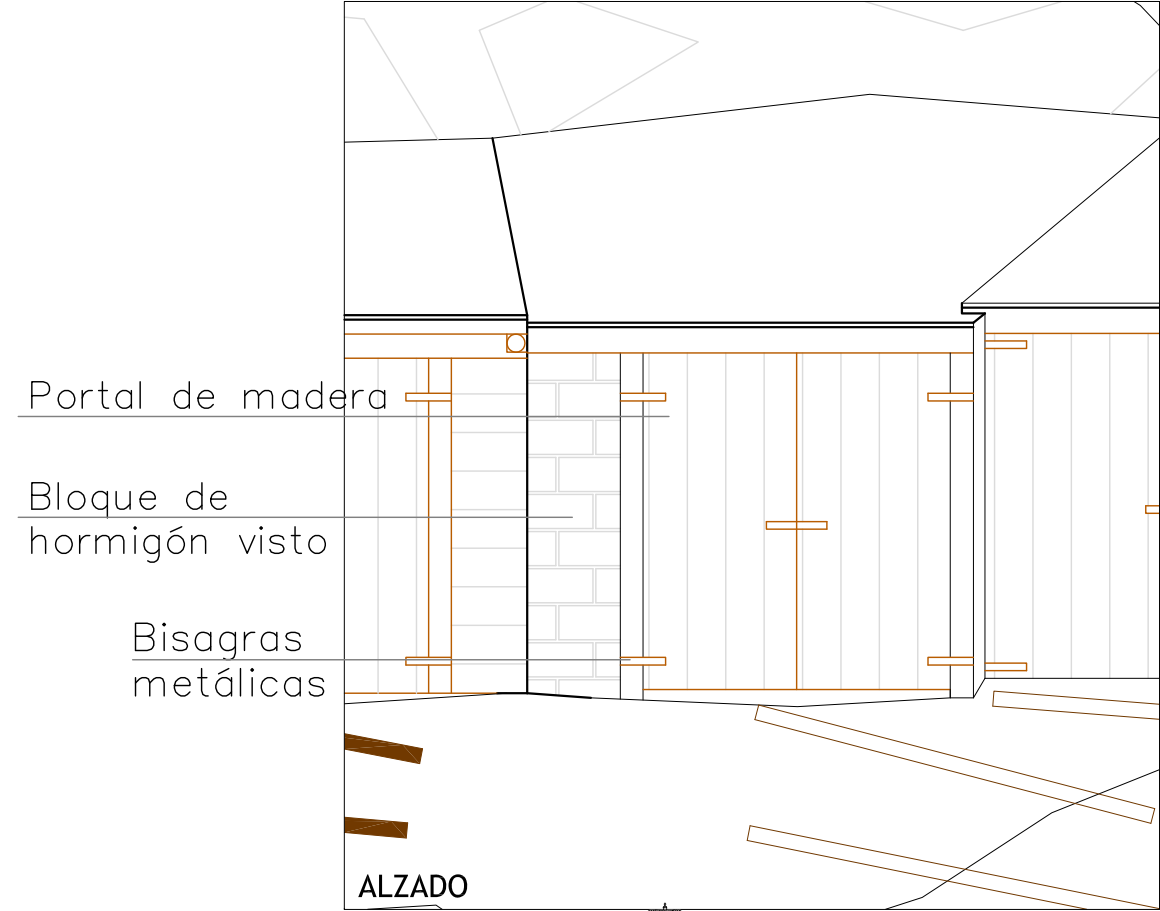 Portal de madera
Bloque de
hormigón visto
Bisagras
metálicas
ALZADO